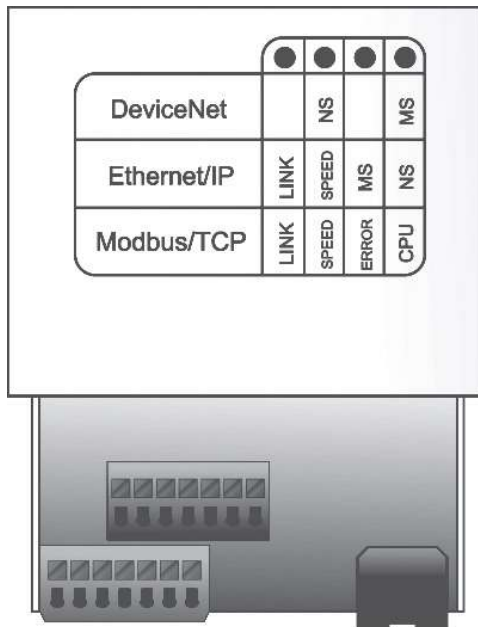 DeviceNet NS MS
Ethernet/IP LINK SPEED MS NS
Modbus/TCP LINK SPEED ERROR CPU